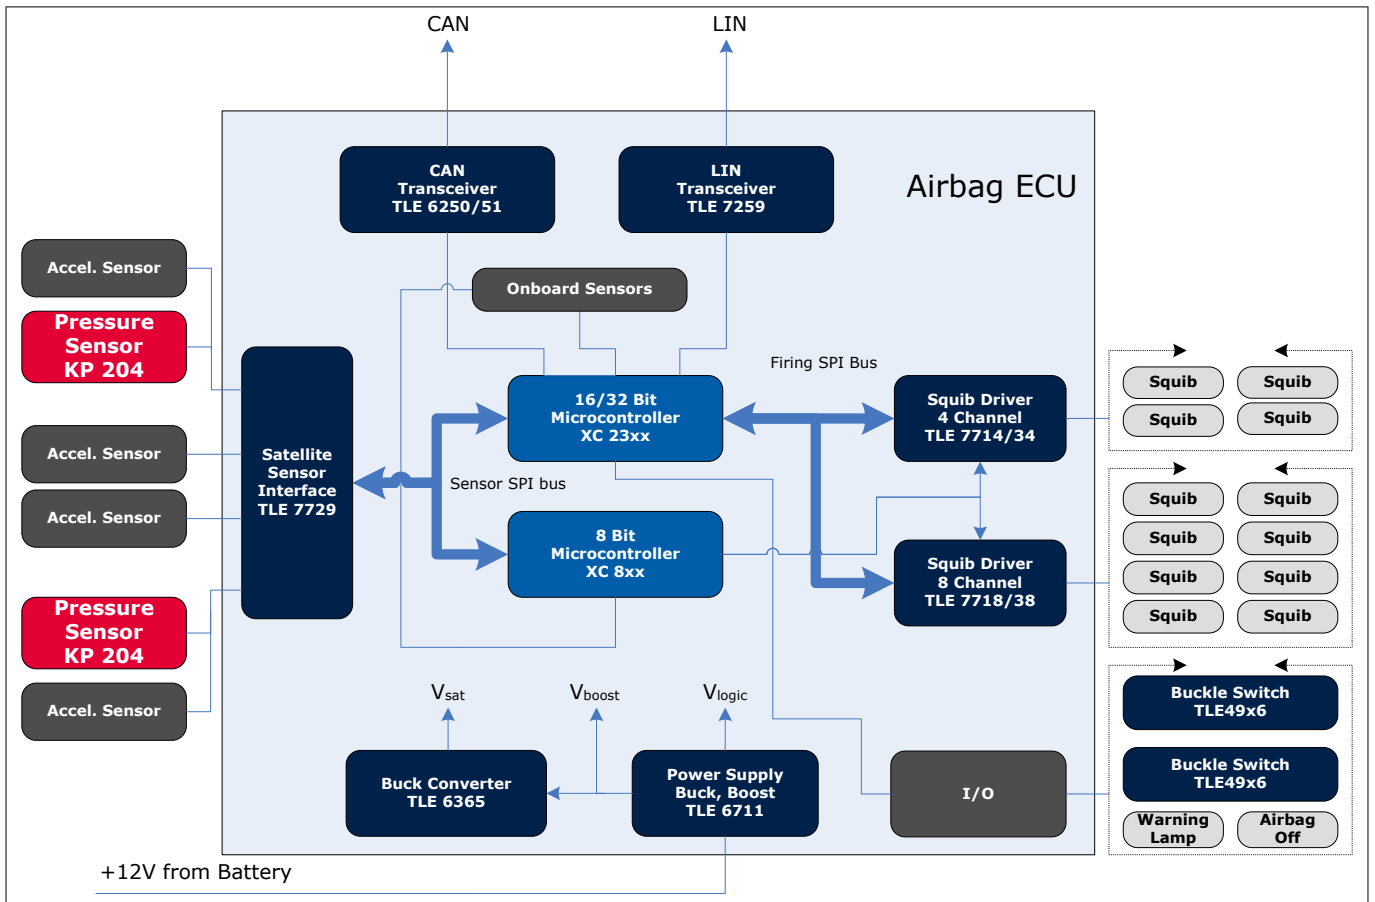 CAN
LIN
CAN
Transceiver
TLE 6250/51
LIN
Transceiver
TLE 7259
Airbag ECU
Accel. Sensor
Onboard Sensors
Pressure
Sensor
KP 204
Firing SPI Bus
16/32 Bit
Microcontroller
XC 23xx
Squib Driver
4 Channel
TLE 7714/34
Squib
Squib
Squib
Squib
Accel. Sensor
Satellite
Sensor
Interface
TLE 7729
Sensor SPI bus
Accel. Sensor
8 Bit
Microcontroller
XC 8xx
Squib Driver
8 Channel
TLE 7718/38
Squib
Squib
Squib
Squib
Squib
Squib
Squib
Squib
Pressure
Sensor
KP 204
Accel. Sensor
Vsat
Vboost
Vlogic
Buck Converter
TLE 6365
Power Supply
Buck, Boost
TLE 6711
I/O
Buckle Switch
TLE49x6
Buckle Switch
TLE49x6
Warning
Lamp
Airbag
Off
+12V from Battery